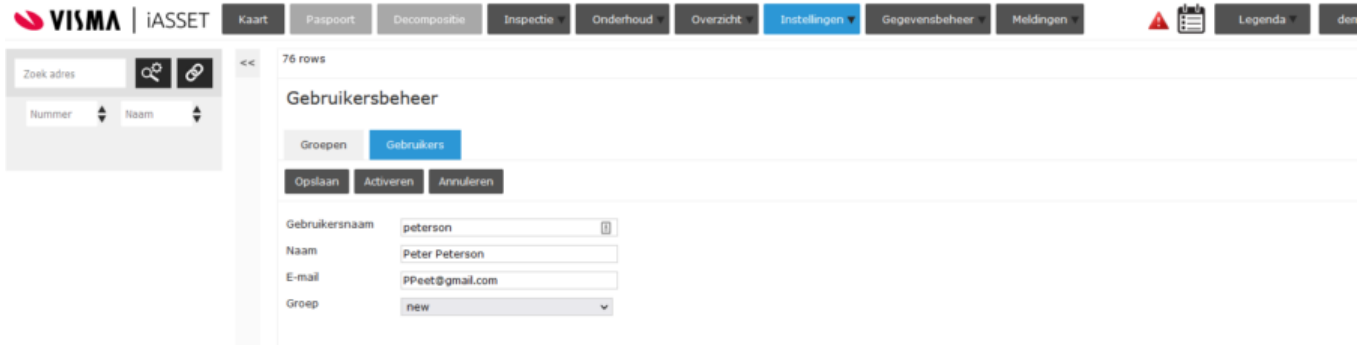 VISMA | iASSET Kaart Paspoort Decompositie Inspectie Onderhoud Overzicht Instellingen Gegevensbeheer Meldingen Legenda
Zoek adres << 76 rows
Nummer Naam
Gebruikersbeheer
Groepen Gebruikers
Opslaan Activeren Annuleren
Gebruikersnaam peterson
Naam Peter Peterson
E-mail PPeet@gmail.com
Groep new